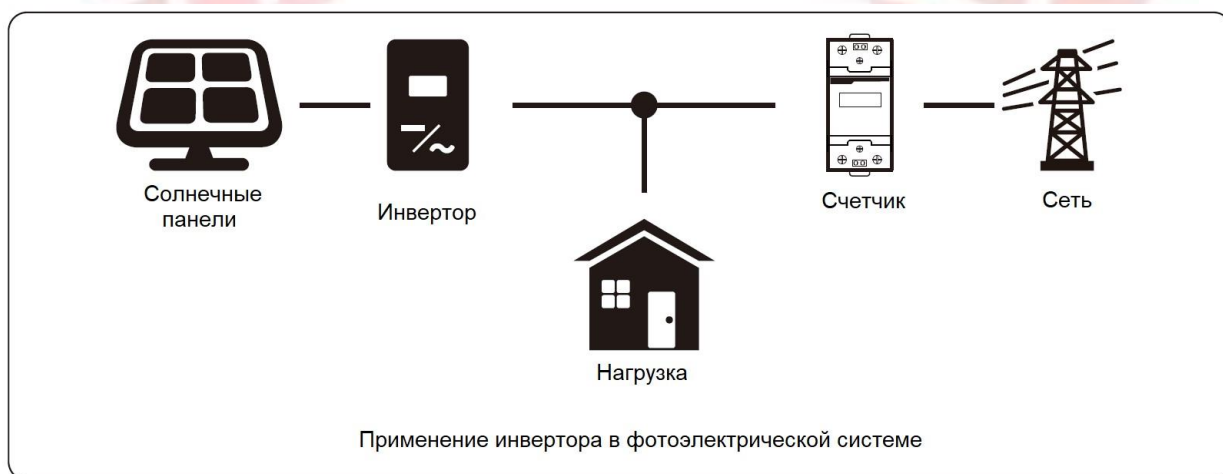 Солнечные
панели
Инвертор
Счетчик
Сеть
Нагрузка
Применение инвертора в фотоэлектрической системе